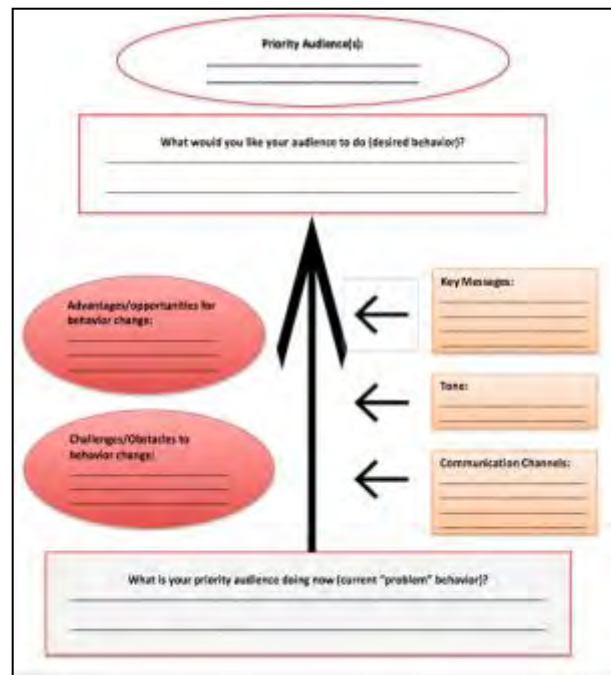 Priority Audience(s):
What would you like your audience to do (desired behavior)?
Advantages/opportunities for
behavior change:
Key Messages:
Tone:
Challenges/Obstacles to
behavior change:
Communication Channels:
What is your priority audience doing now (current "problem" behavior)?